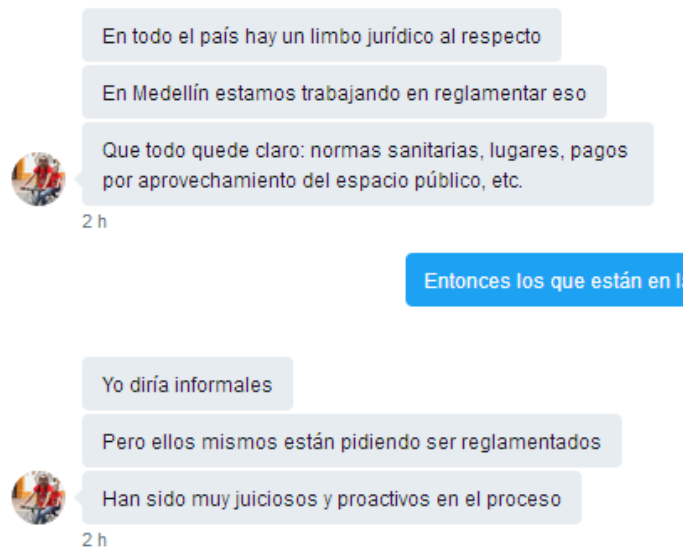 En todo el país hay un limbo jurídico al respecto
En Medellín estamos trabajando en reglamentar eso
Que todo quede claro: normas sanitarias, lugares, pagos
por aprovechamiento del espacio público, etc.
2 h
Entonces los que están en
Yo diría informales
Pero ellos mismos están pidiendo ser reglamentados
Han sido muy juiciosos y proactivos en el proceso
2 h